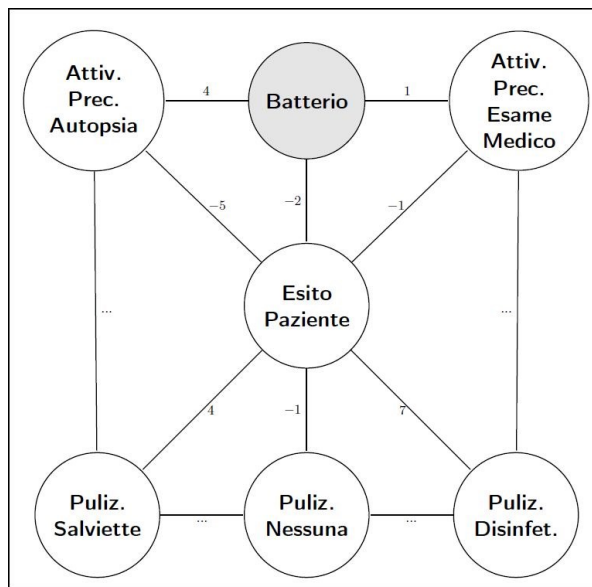 Attiv.
Prec.
Autopsia
4
Batterio
1
Attiv.
Prec.
Esame
Medico
−5
−2
−1
Esito
Paziente
...
...
4
−1
7
Puliz.
Salviette
...
Puliz.
Nessuna
...
Puliz.
Disinfet.